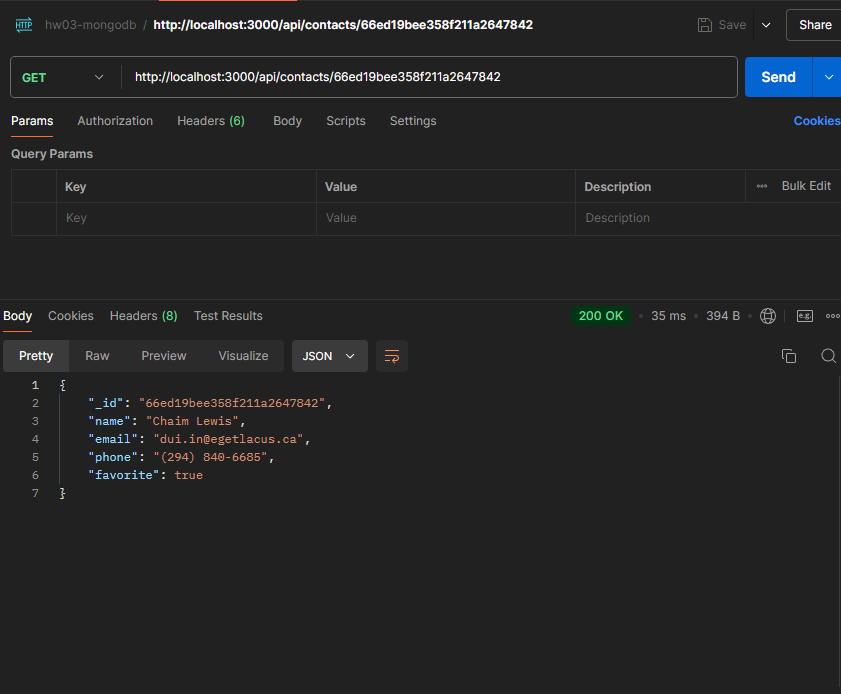 HTTP hw03-mongodb / http://localhost:3000/api/contacts/66ed19bee358f211a2647842 Save Share
GET http://localhost:3000/api/contacts/66ed19bee358f211a2647842 Send
Params Authorization Headers (6) Body Scripts Settings Cookies
Query Params
Key Value Description Bulk Edit
Key Value Description
Body Cookies Headers (8) Test Results 200 OK • 35 ms • 394 B • e.g.
Pretty Raw Preview Visualize JSON
1 {
2 "_id": "66ed19bee358f211a2647842",
3 "name": "Chaim Lewis",
4 "email": "dui.in@egetlacus.ca",
5 "phone": "(294) 840-6685",
6 "favorite": true
7 }